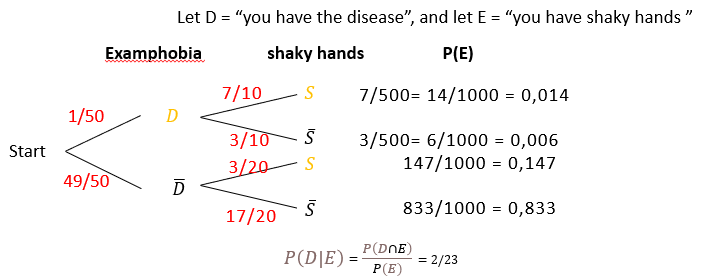 Let D = “you have the disease”, and let E = “you have shaky hands ”
Examphobia shaky hands P(E)
7/10 S 7/500= 14/1000 = 0,014
1/50 D
3/10 S̅ 3/500= 6/1000 = 0,006
Start
3/20 S 147/1000 = 0,147
49/50 D̅
17/20 S̅ 833/1000 = 0,833
P(D|E) = P(D∩E)/P(E) = 2/23